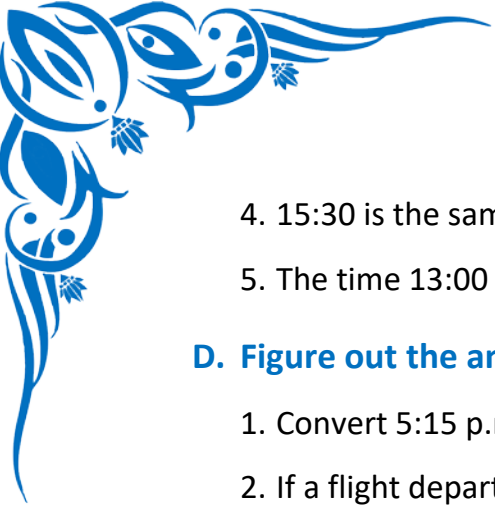 4. 15:30 is the sam
5. The time 13:00
D. Figure out the a
1. Convert 5:15 p.
2. If a flight depar